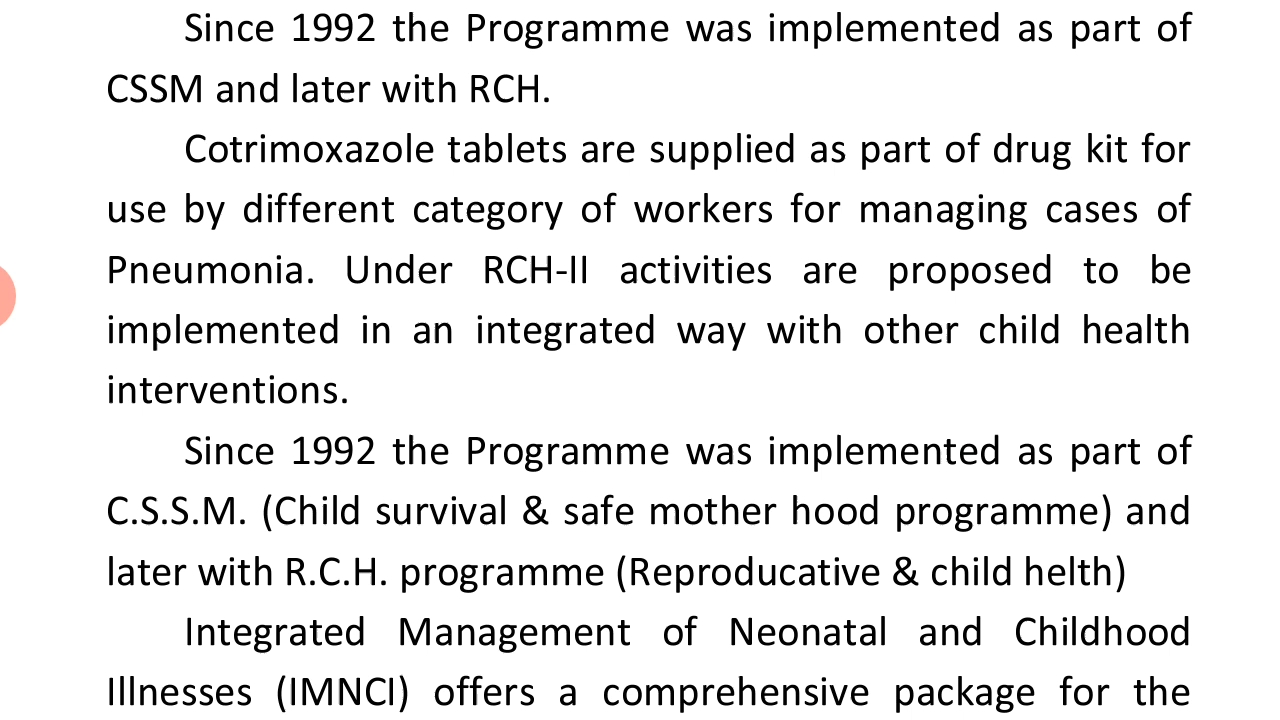 Since 1992 the Programme was implemented as part of
CSSM and later with RCH.
Cotrimoxazole tablets are supplied as part of drug kit for
use by different category of workers for managing cases of
Pneumonia. Under RCH-II activities are proposed to be
implemented in an integrated way with other child health
interventions.
Since 1992 the Programme was implemented as part of
C.S.S.M. (Child survival & safe mother hood programme) and
later with R.C.H. programme (Reproducative & child helth)
Integrated Management of Neonatal and Childhood
Illnesses (IMNCI) offers a comprehensive package for the